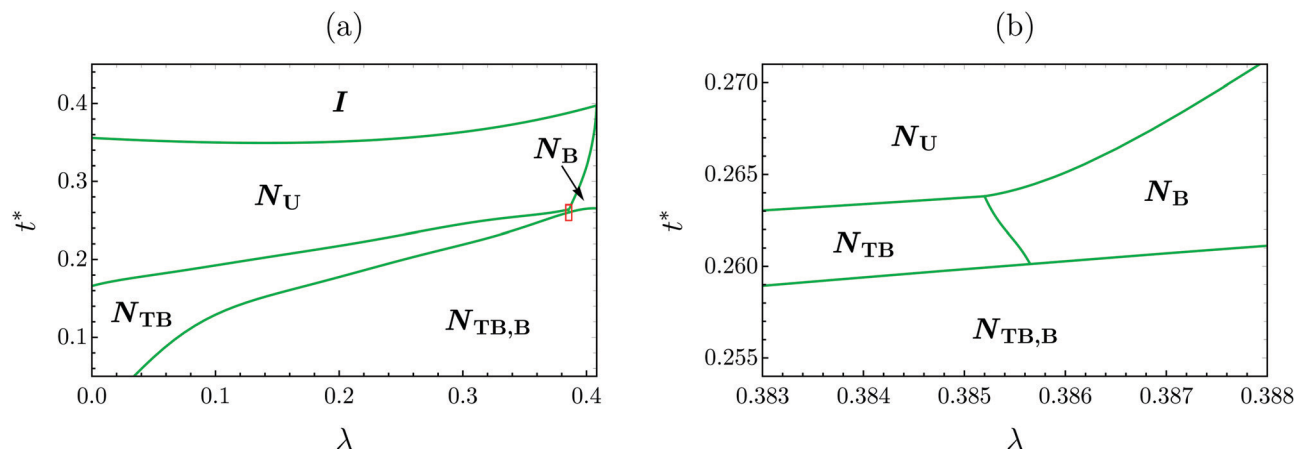 (a)
0.4
0.3
0.2
0.1
t*
I
N_B
N_U
N_TB
N_TB,B
0.0 0.1 0.2 0.3 0.4
λ
(b)
0.270
0.265
0.260
0.255
t*
N_U
N_B
N_TB
N_TB,B
0.383 0.384 0.385 0.386 0.387 0.388
λ